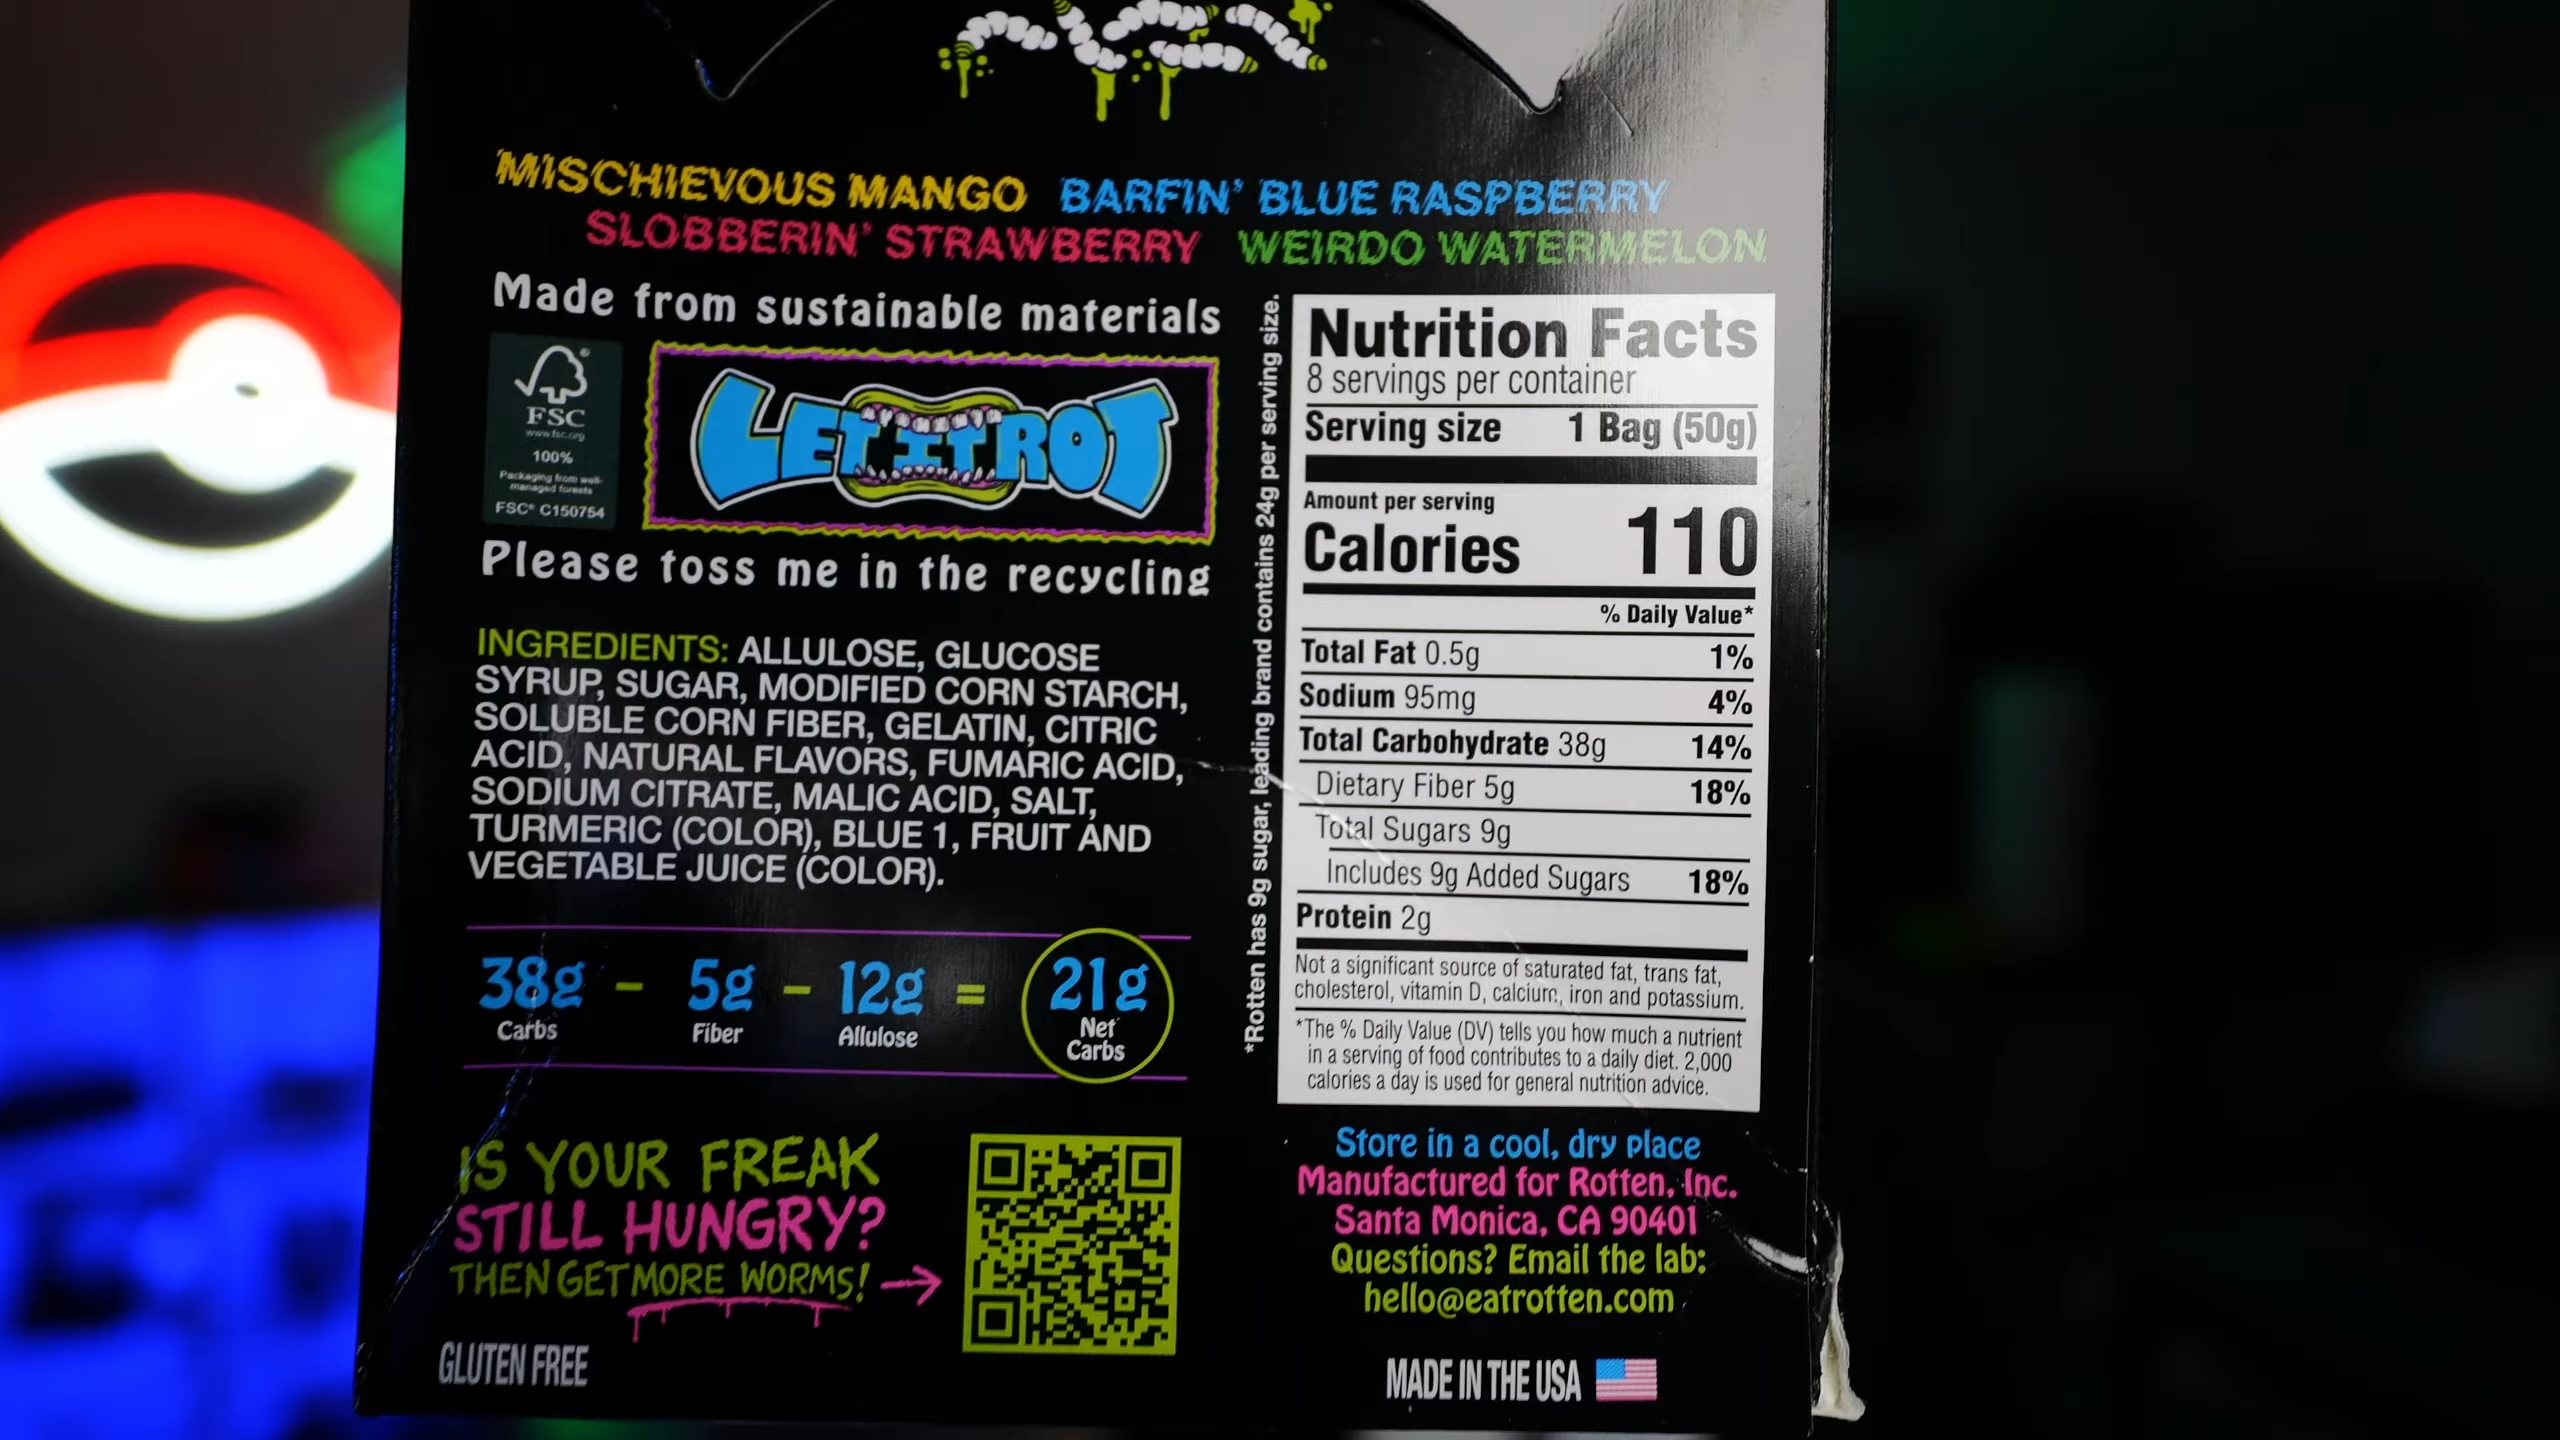 MISCHIEVOUS MANGO BARFIN' BLUE RASPBERRY
SLOBBERIN' STRAWBERRY WEIRDO WATERMELON
Made from sustainable materials
FSC®
www.fsc.org
100%
Packaging from well-
managed forests
FSC® C150754
LET IT ROT
Please toss me in the recycling
INGREDIENTS: ALLULOSE, GLUCOSE
SYRUP, SUGAR, MODIFIED CORN STARCH,
SOLUBLE CORN FIBER, GELATIN, CITRIC
ACID, NATURAL FLAVORS, FUMARIC ACID,
SODIUM CITRATE, MALIC ACID, SALT,
TURMERIC (COLOR), BLUE 1, FRUIT AND
VEGETABLE JUICE (COLOR).
38g - 5g - 12g = 21g
Carbs Fiber Allulose Net
Carbs
IS YOUR FREAK
STILL HUNGRY?
THEN GET MORE WORMS!
GLUTEN FREE
*Rotten has 9g sugar, leading brand contains 24g per serving size.
Nutrition Facts
8 servings per container
Serving size 1 Bag (50g)
Amount per serving
Calories 110
% Daily Value*
Total Fat 0.5g 1%
Sodium 95mg 4%
Total Carbohydrate 38g 14%
Dietary Fiber 5g 18%
Total Sugars 9g
Includes 9g Added Sugars 18%
Protein 2g
Not a significant source of saturated fat, trans fat,
cholesterol, vitamin D, calcium, iron and potassium.
*The % Daily Value (DV) tells you how much a nutrient
in a serving of food contributes to a daily diet. 2,000
calories a day is used for general nutrition advice.
Store in a cool, dry place
Manufactured for Rotten, Inc.
Santa Monica, CA 90401
Questions? Email the lab:
hello@eatrotten.com
MADE IN THE USA